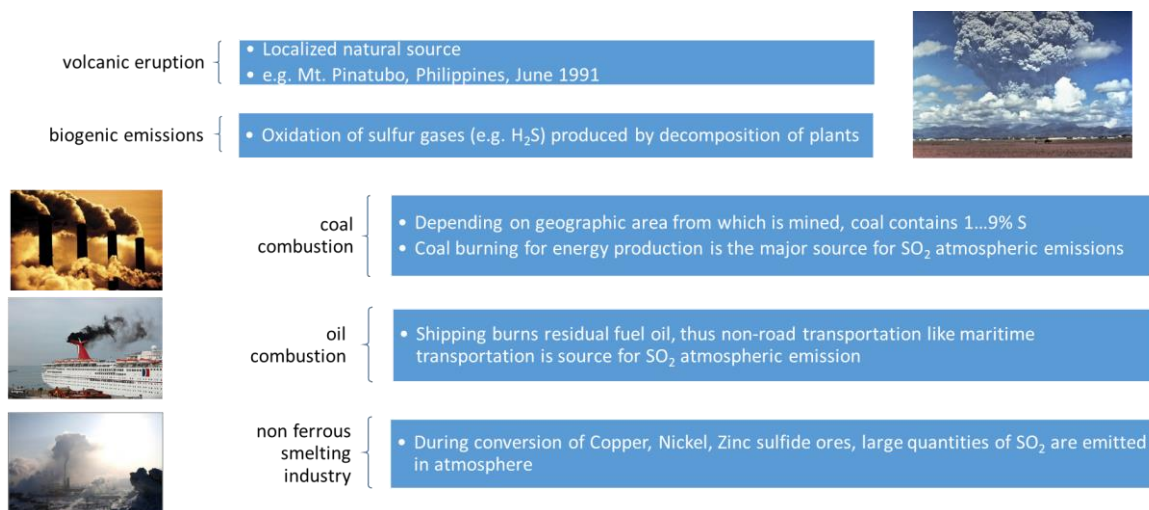 volcanic eruption
• Localized natural source
• e.g. Mt. Pinatubo, Philippines, June 1991
biogenic emissions
• Oxidation of sulfur gases (e.g. H₂S) produced by decomposition of plants
coal
combustion
• Depending on geographic area from which is mined, coal contains 1...9% S
• Coal burning for energy production is the major source for SO₂ atmospheric emissions
oil
combustion
• Shipping burns residual fuel oil, thus non-road transportation like maritime
transportation is source for SO₂ atmospheric emission
non ferrous
smelting
industry
• During conversion of Copper, Nickel, Zinc sulfide ores, large quantities of SO₂ are emitted
in atmosphere